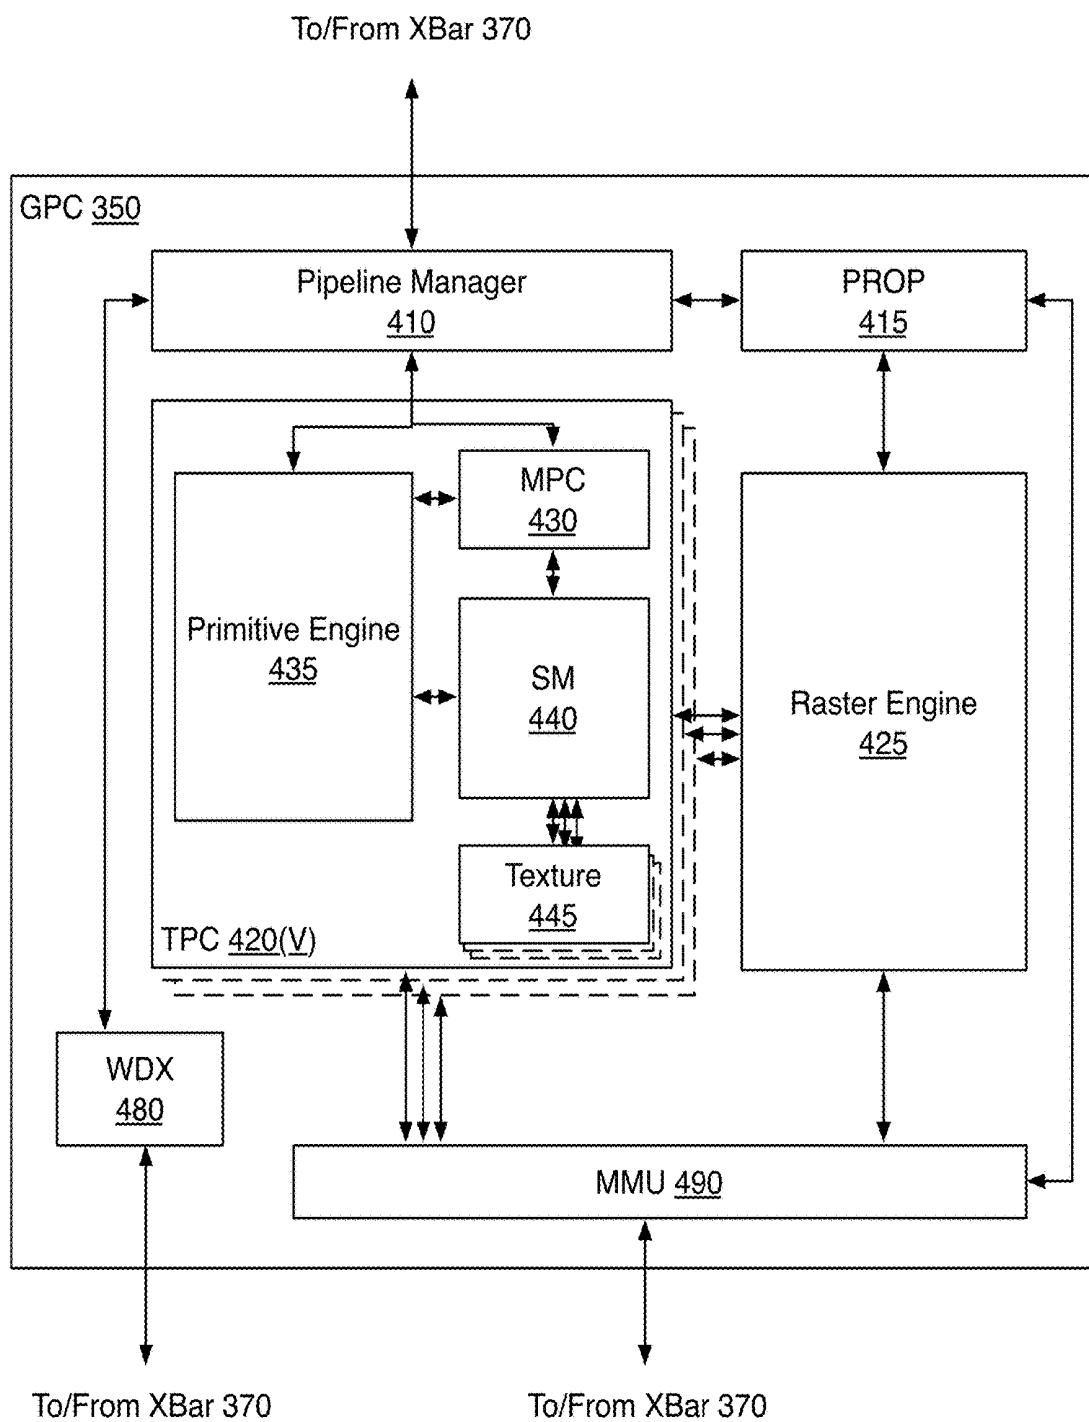 To/From XBar 370
GPC 350
Pipeline Manager
410
PROP
415
MPC
430
Primitive Engine
435
SM
440
Raster Engine
425
Texture
445
TPC 420(V)
WDX
480
MMU 490
To/From XBar 370
To/From XBar 370